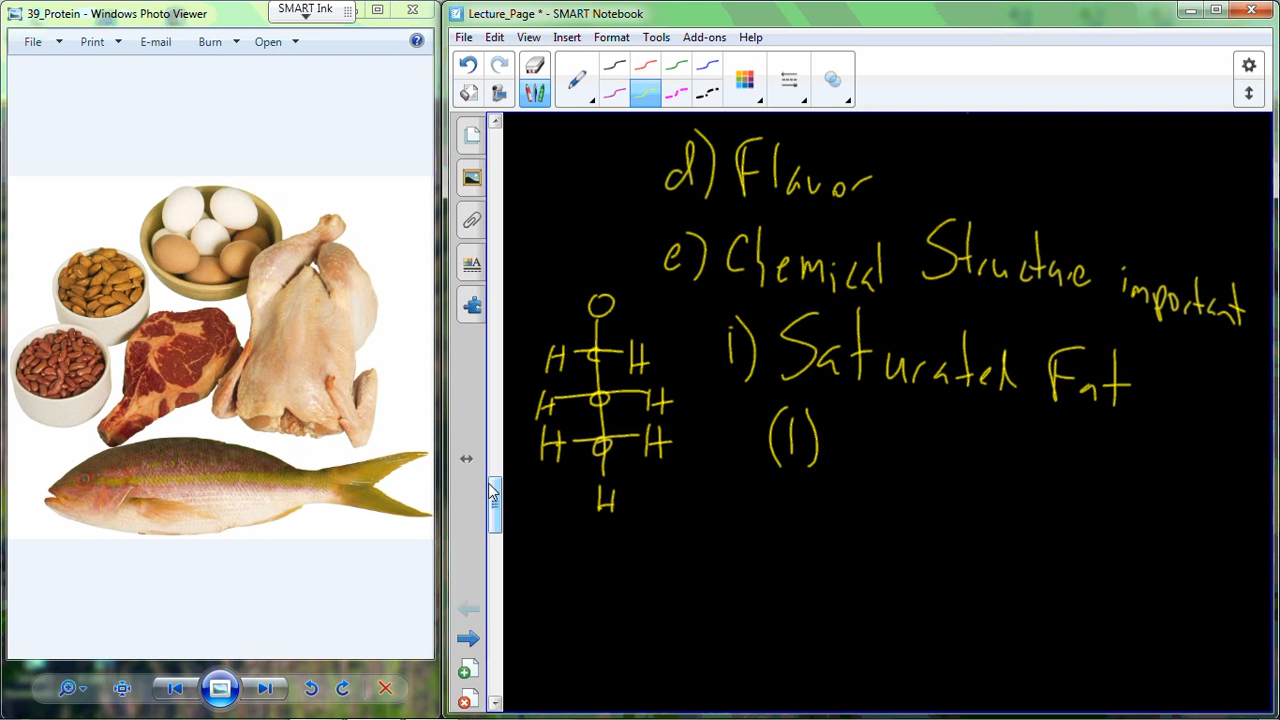 39_Protein - Windows Photo Viewer
SMART Ink
File Print E-mail Burn Open
Lecture_Page * - SMART Notebook
File Edit View Insert Format Tools Add-ons Help
d) Flavor
e) Chemical Structure important
i) Saturated Fat
(1)
O
H C H
H C H
H C H
H